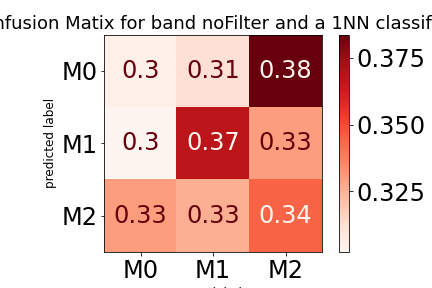 nfusion Matix for band noFilter and a 1NN classif
M0 0.3 0.31 0.38
M1 0.3 0.37 0.33
M2 0.33 0.33 0.34
M0 M1 M2
predicted label
0.375
0.350
0.325